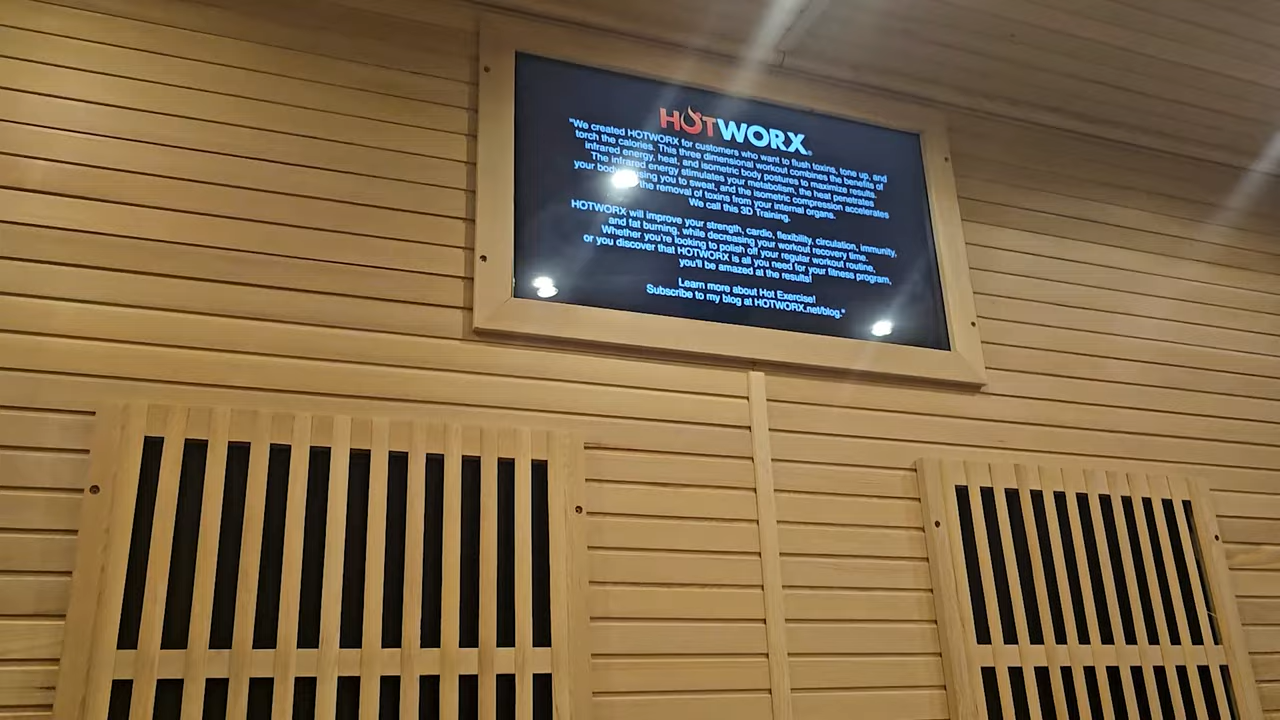 HOTWORX
"We created HOTWORX for customers who want to flush toxins, tone up, and
torch the calories. This three dimensional workout combines the benefits of
infrared energy, heat, and isometric body postures to maximize results.
The infrared energy stimulates your metabolism, the heat penetrates
your body using you to sweat, and the isometric compression accelerates
the removal of toxins from your internal organs.
We call this 3D Training.
HOTWORX will improve your strength, cardio, flexibility, circulation, immunity,
and fat burning, while decreasing your workout recovery time.
Whether you're looking to polish off your regular workout routine,
or you discover that HOTWORX is all you need for your fitness program,
you'll be amazed at the results!
Learn more about Hot Exercise!
Subscribe to my blog at HOTWORX.net/blog."